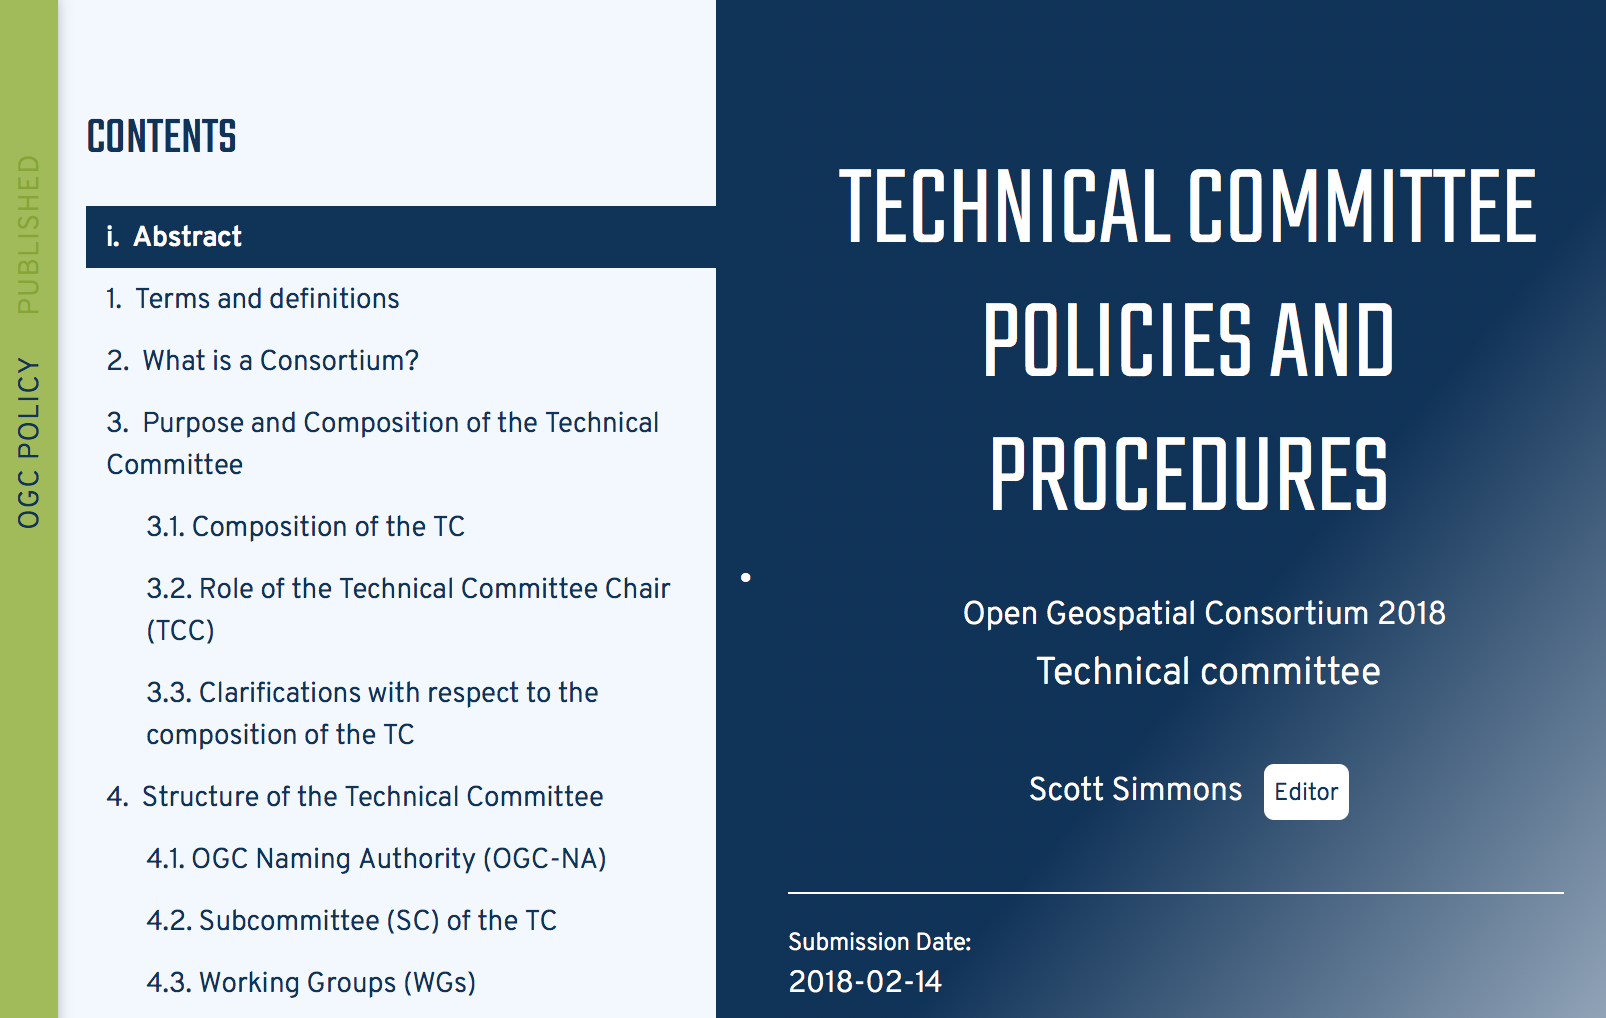 OGC POLICY PUBLISHED
CONTENTS
i. Abstract
1. Terms and definitions
2. What is a Consortium?
3. Purpose and Composition of the Technical
Committee
3.1. Composition of the TC
3.2. Role of the Technical Committee Chair
(TCC)
3.3. Clarifications with respect to the
composition of the TC
4. Structure of the Technical Committee
4.1. OGC Naming Authority (OGC-NA)
4.2. Subcommittee (SC) of the TC
4.3. Working Groups (WGs)
TECHNICAL COMMITTEE
POLICIES AND
PROCEDURES
•
Open Geospatial Consortium 2018
Technical committee
Scott Simmons Editor
Submission Date:
2018-02-14